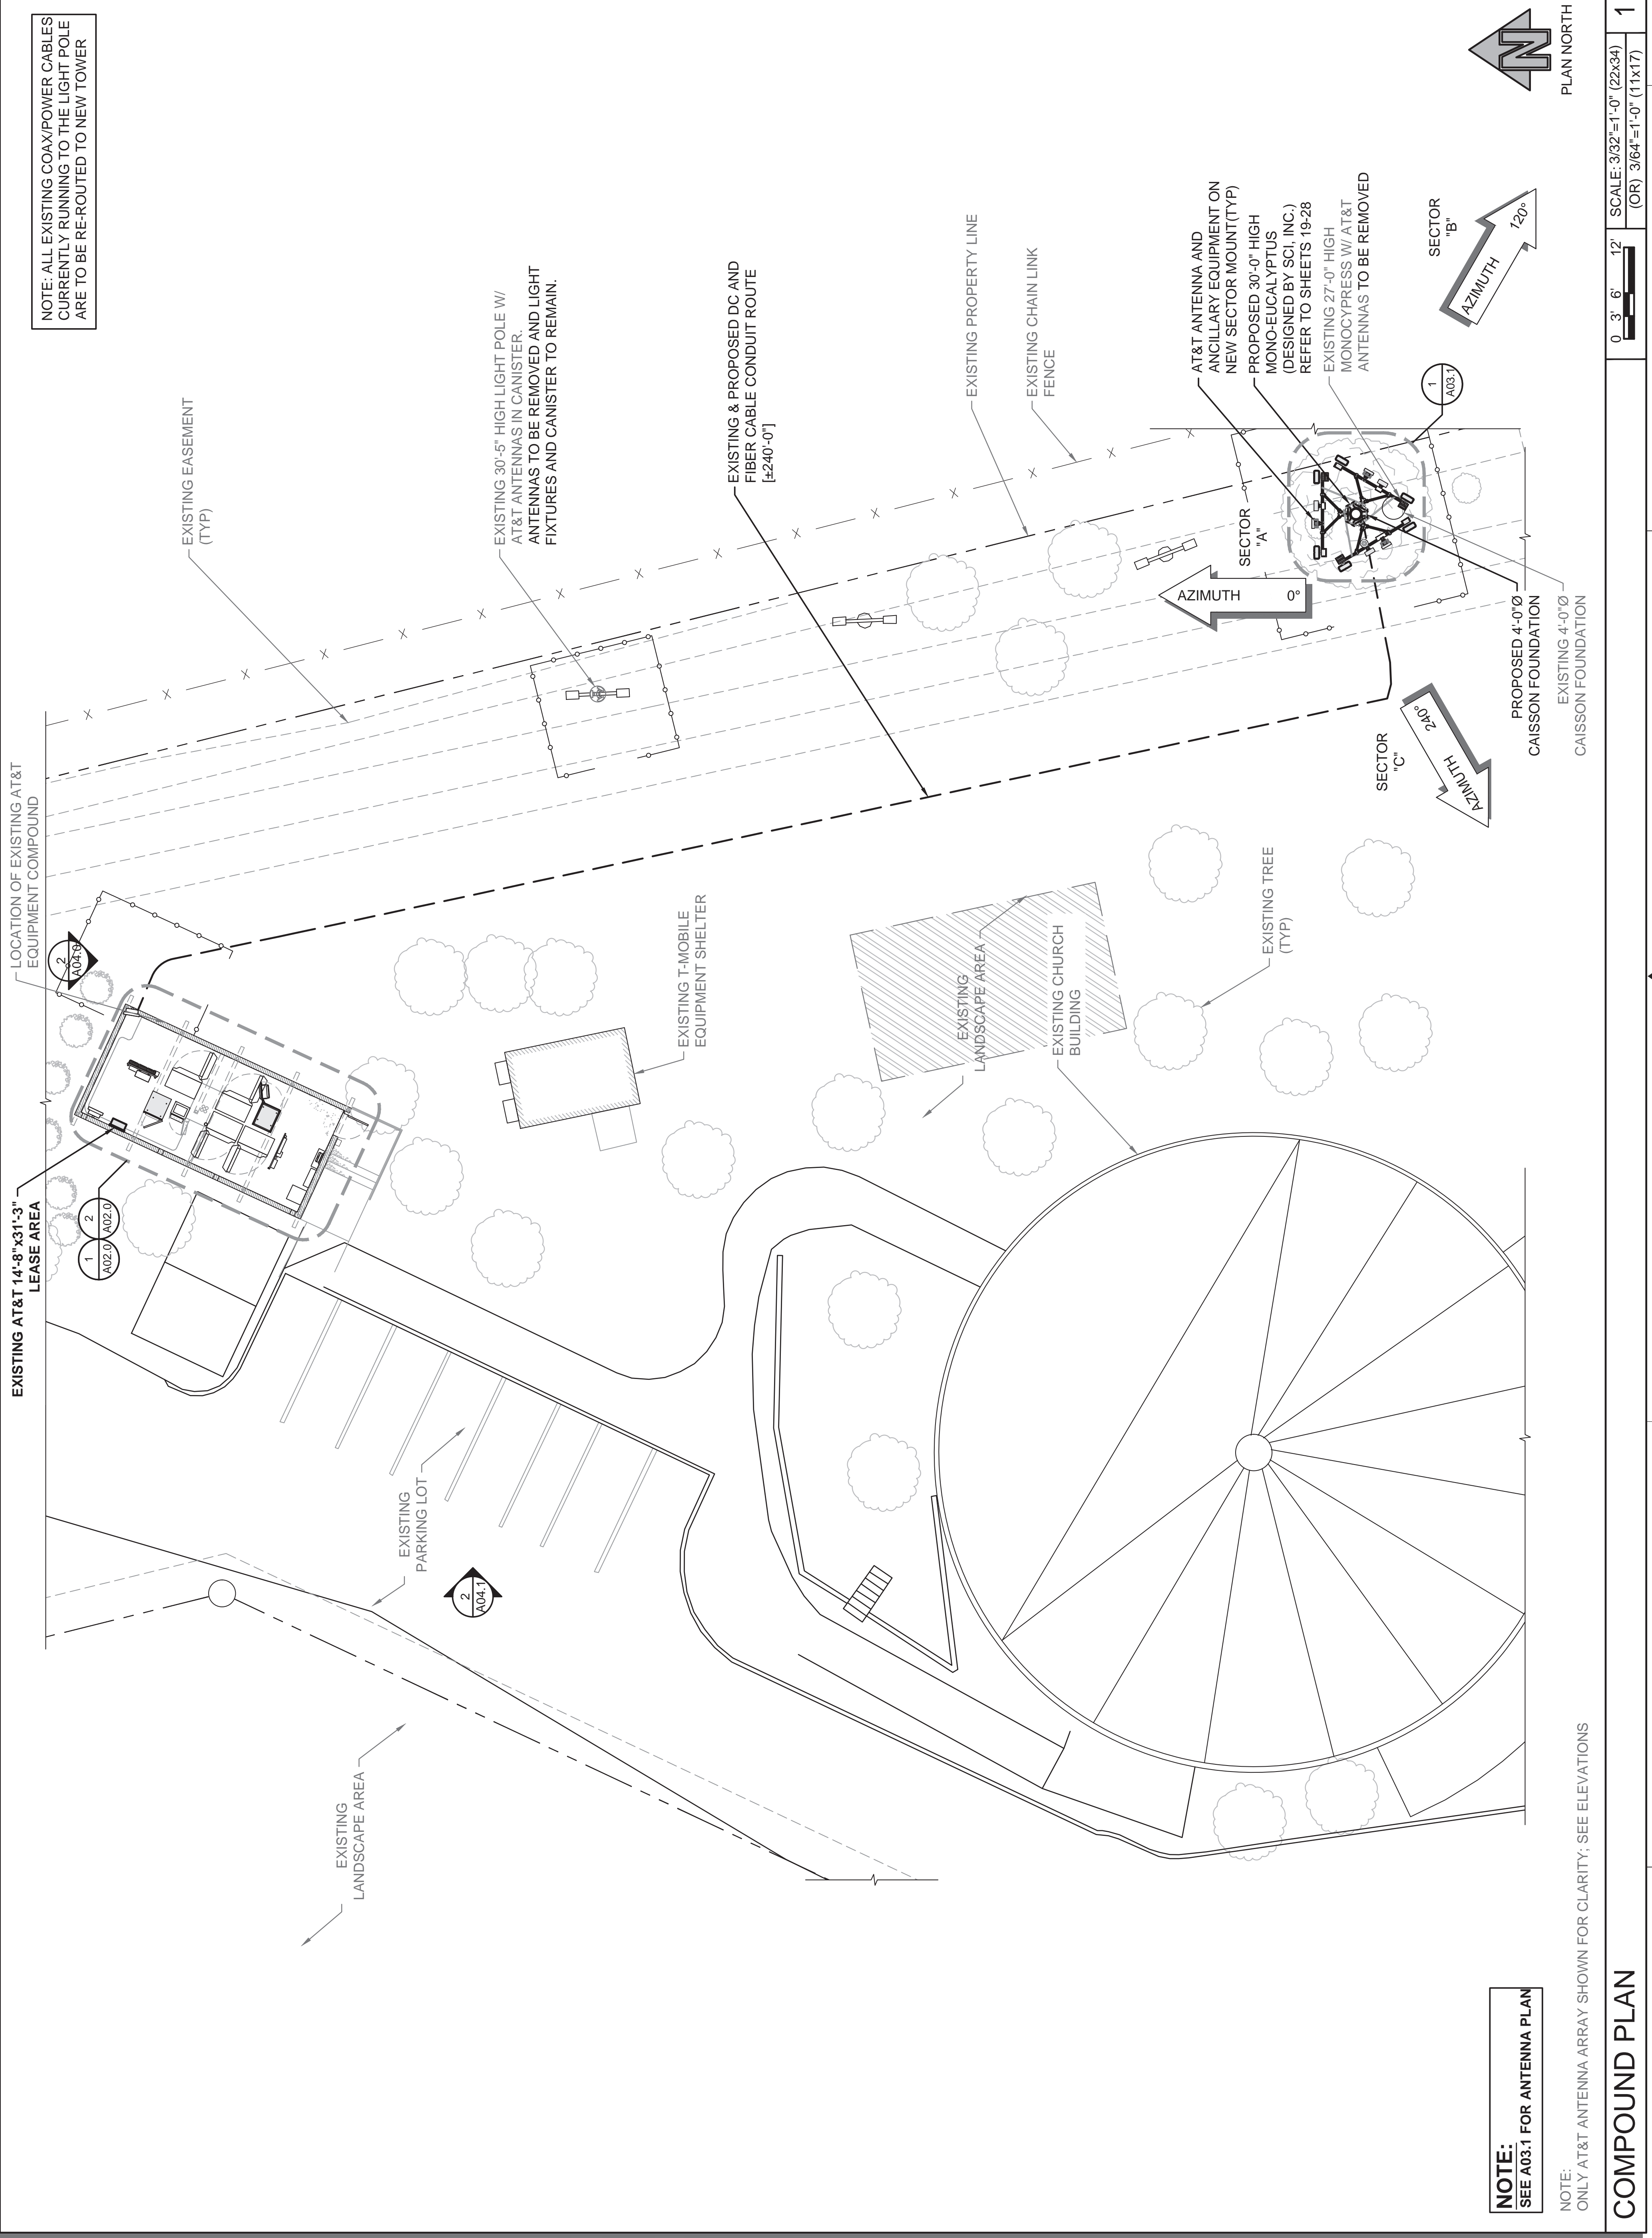 NOTE: ALL EXISTING COAX/POWER CABLES
CURRENTLY RUNNING TO THE LIGHT POLE
ARE TO BE RE-ROUTED TO NEW TOWER
LOCATION OF EXISTING AT&T
EQUIPMENT COMPOUND
EXISTING AT&T 14'-8"x31'-3"
LEASE AREA
1
A02.0
2
A02.0
2
A04.0
EXISTING EASEMENT
(TYP)
EXISTING 30'-5" HIGH LIGHT POLE W/
AT&T ANTENNAS IN CANISTER.
ANTENNAS TO BE REMOVED AND LIGHT
FIXTURES AND CANISTER TO REMAIN.
EXISTING
LANDSCAPE AREA
EXISTING
PARKING LOT
2
A04.1
EXISTING T-MOBILE
EQUIPMENT SHELTER
EXISTING & PROPOSED DC AND
FIBER CABLE CONDUIT ROUTE
[±240'-0"]
EXISTING
LANDSCAPE AREA
EXISTING CHURCH
BUILDING
EXISTING PROPERTY LINE
EXISTING CHAIN LINK
FENCE
EXISTING TREE
(TYP)
SECTOR
"A"
AZIMUTH
0°
AT&T ANTENNA AND
ANCILLARY EQUIPMENT ON
NEW SECTOR MOUNT(TYP)
PROPOSED 30'-0" HIGH
MONO-EUCALYPTUS
(DESIGNED BY SCI, INC.)
REFER TO SHEETS 19-28
EXISTING 27'-0" HIGH
MONOCYPRESS W/ AT&T
ANTENNAS TO BE REMOVED
1
A03.1
SECTOR
"C"
240°
AZIMUTH
SECTOR
"B"
AZIMUTH
120°
PROPOSED 4'-0"Ø
CAISSON FOUNDATION
EXISTING 4'-0"Ø
CAISSON FOUNDATION
N
PLAN NORTH
NOTE:
SEE A03.1 FOR ANTENNA PLAN
NOTE:
ONLY AT&T ANTENNA ARRAY SHOWN FOR CLARITY; SEE ELEVATIONS
COMPOUND PLAN
0 3' 6' 12'
SCALE: 3/32"=1'-0" (22x34)
(OR) 3/64"=1'-0" (11x17)
1